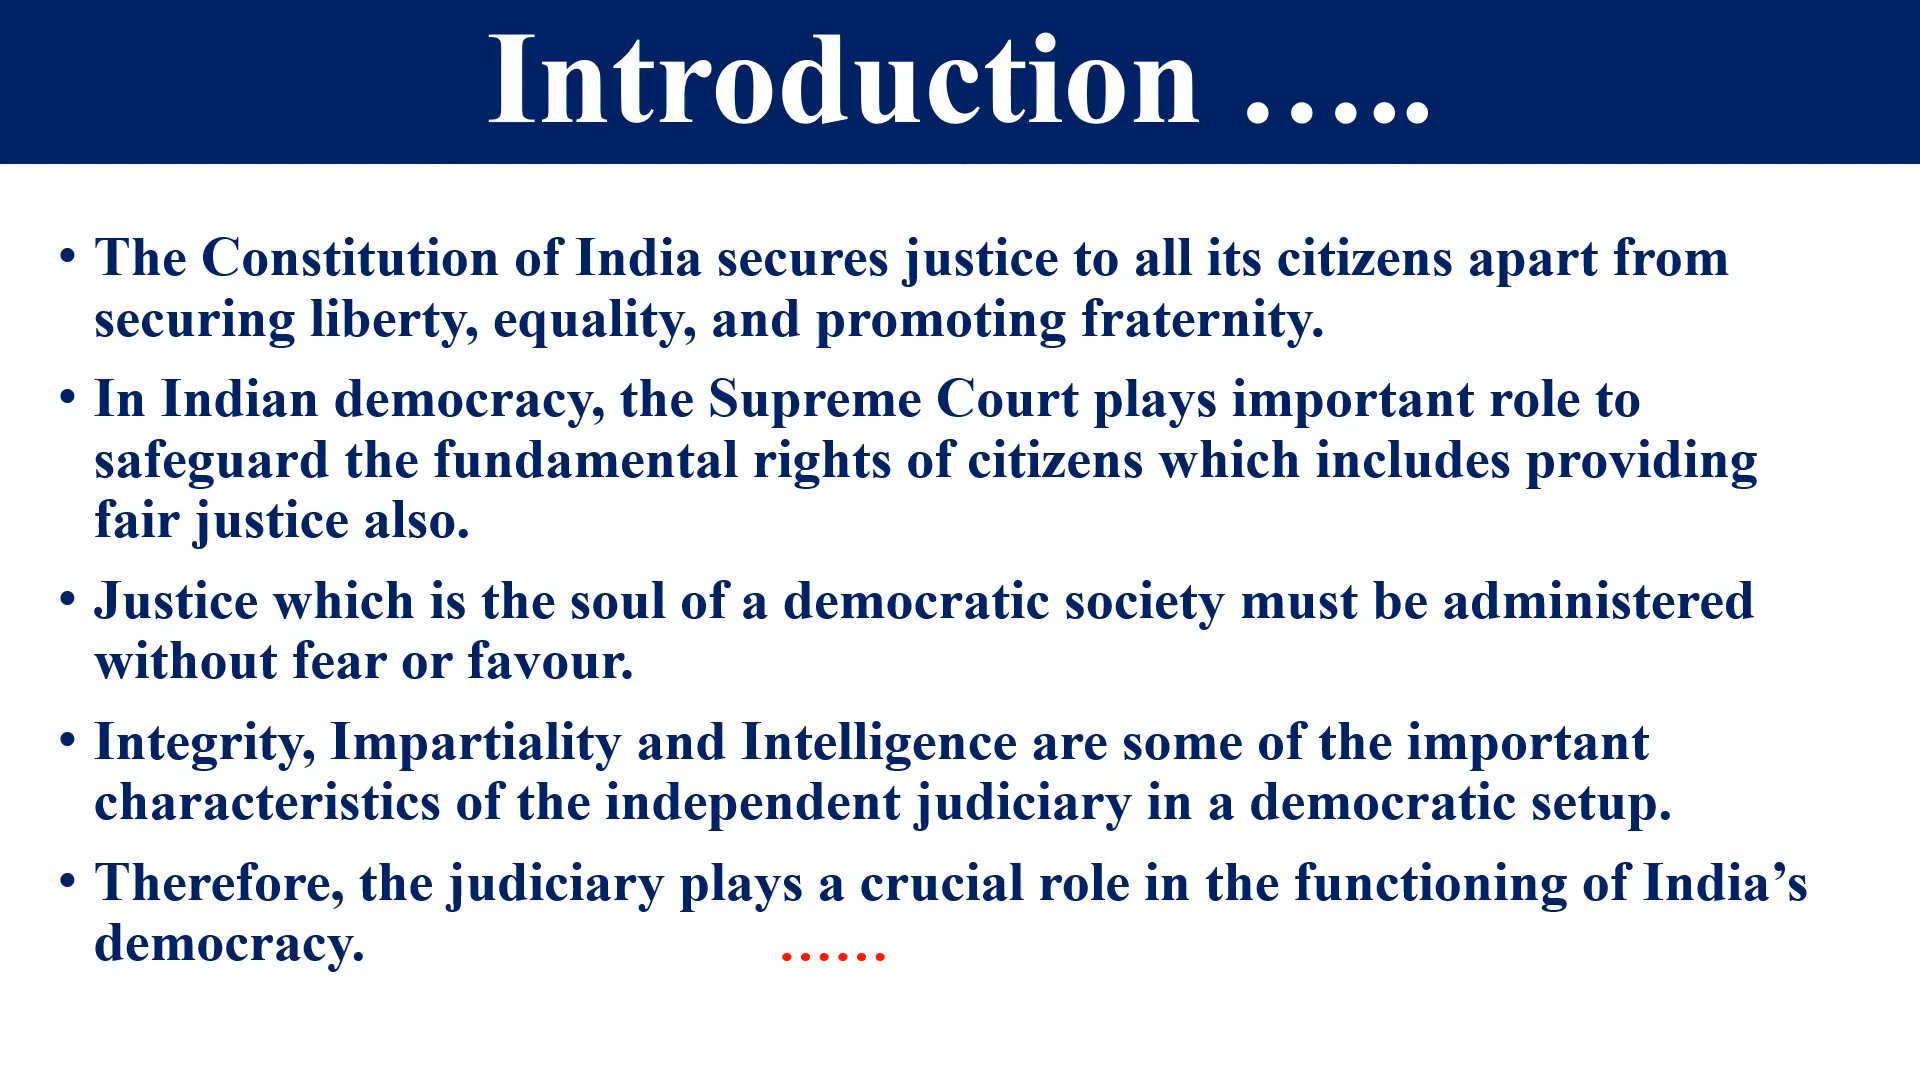 Introduction …..
• The Constitution of India secures justice to all its citizens apart from
securing liberty, equality, and promoting fraternity.
• In Indian democracy, the Supreme Court plays important role to
safeguard the fundamental rights of citizens which includes providing
fair justice also.
• Justice which is the soul of a democratic society must be administered
without fear or favour.
• Integrity, Impartiality and Intelligence are some of the important
characteristics of the independent judiciary in a democratic setup.
• Therefore, the judiciary plays a crucial role in the functioning of India’s
democracy. ……